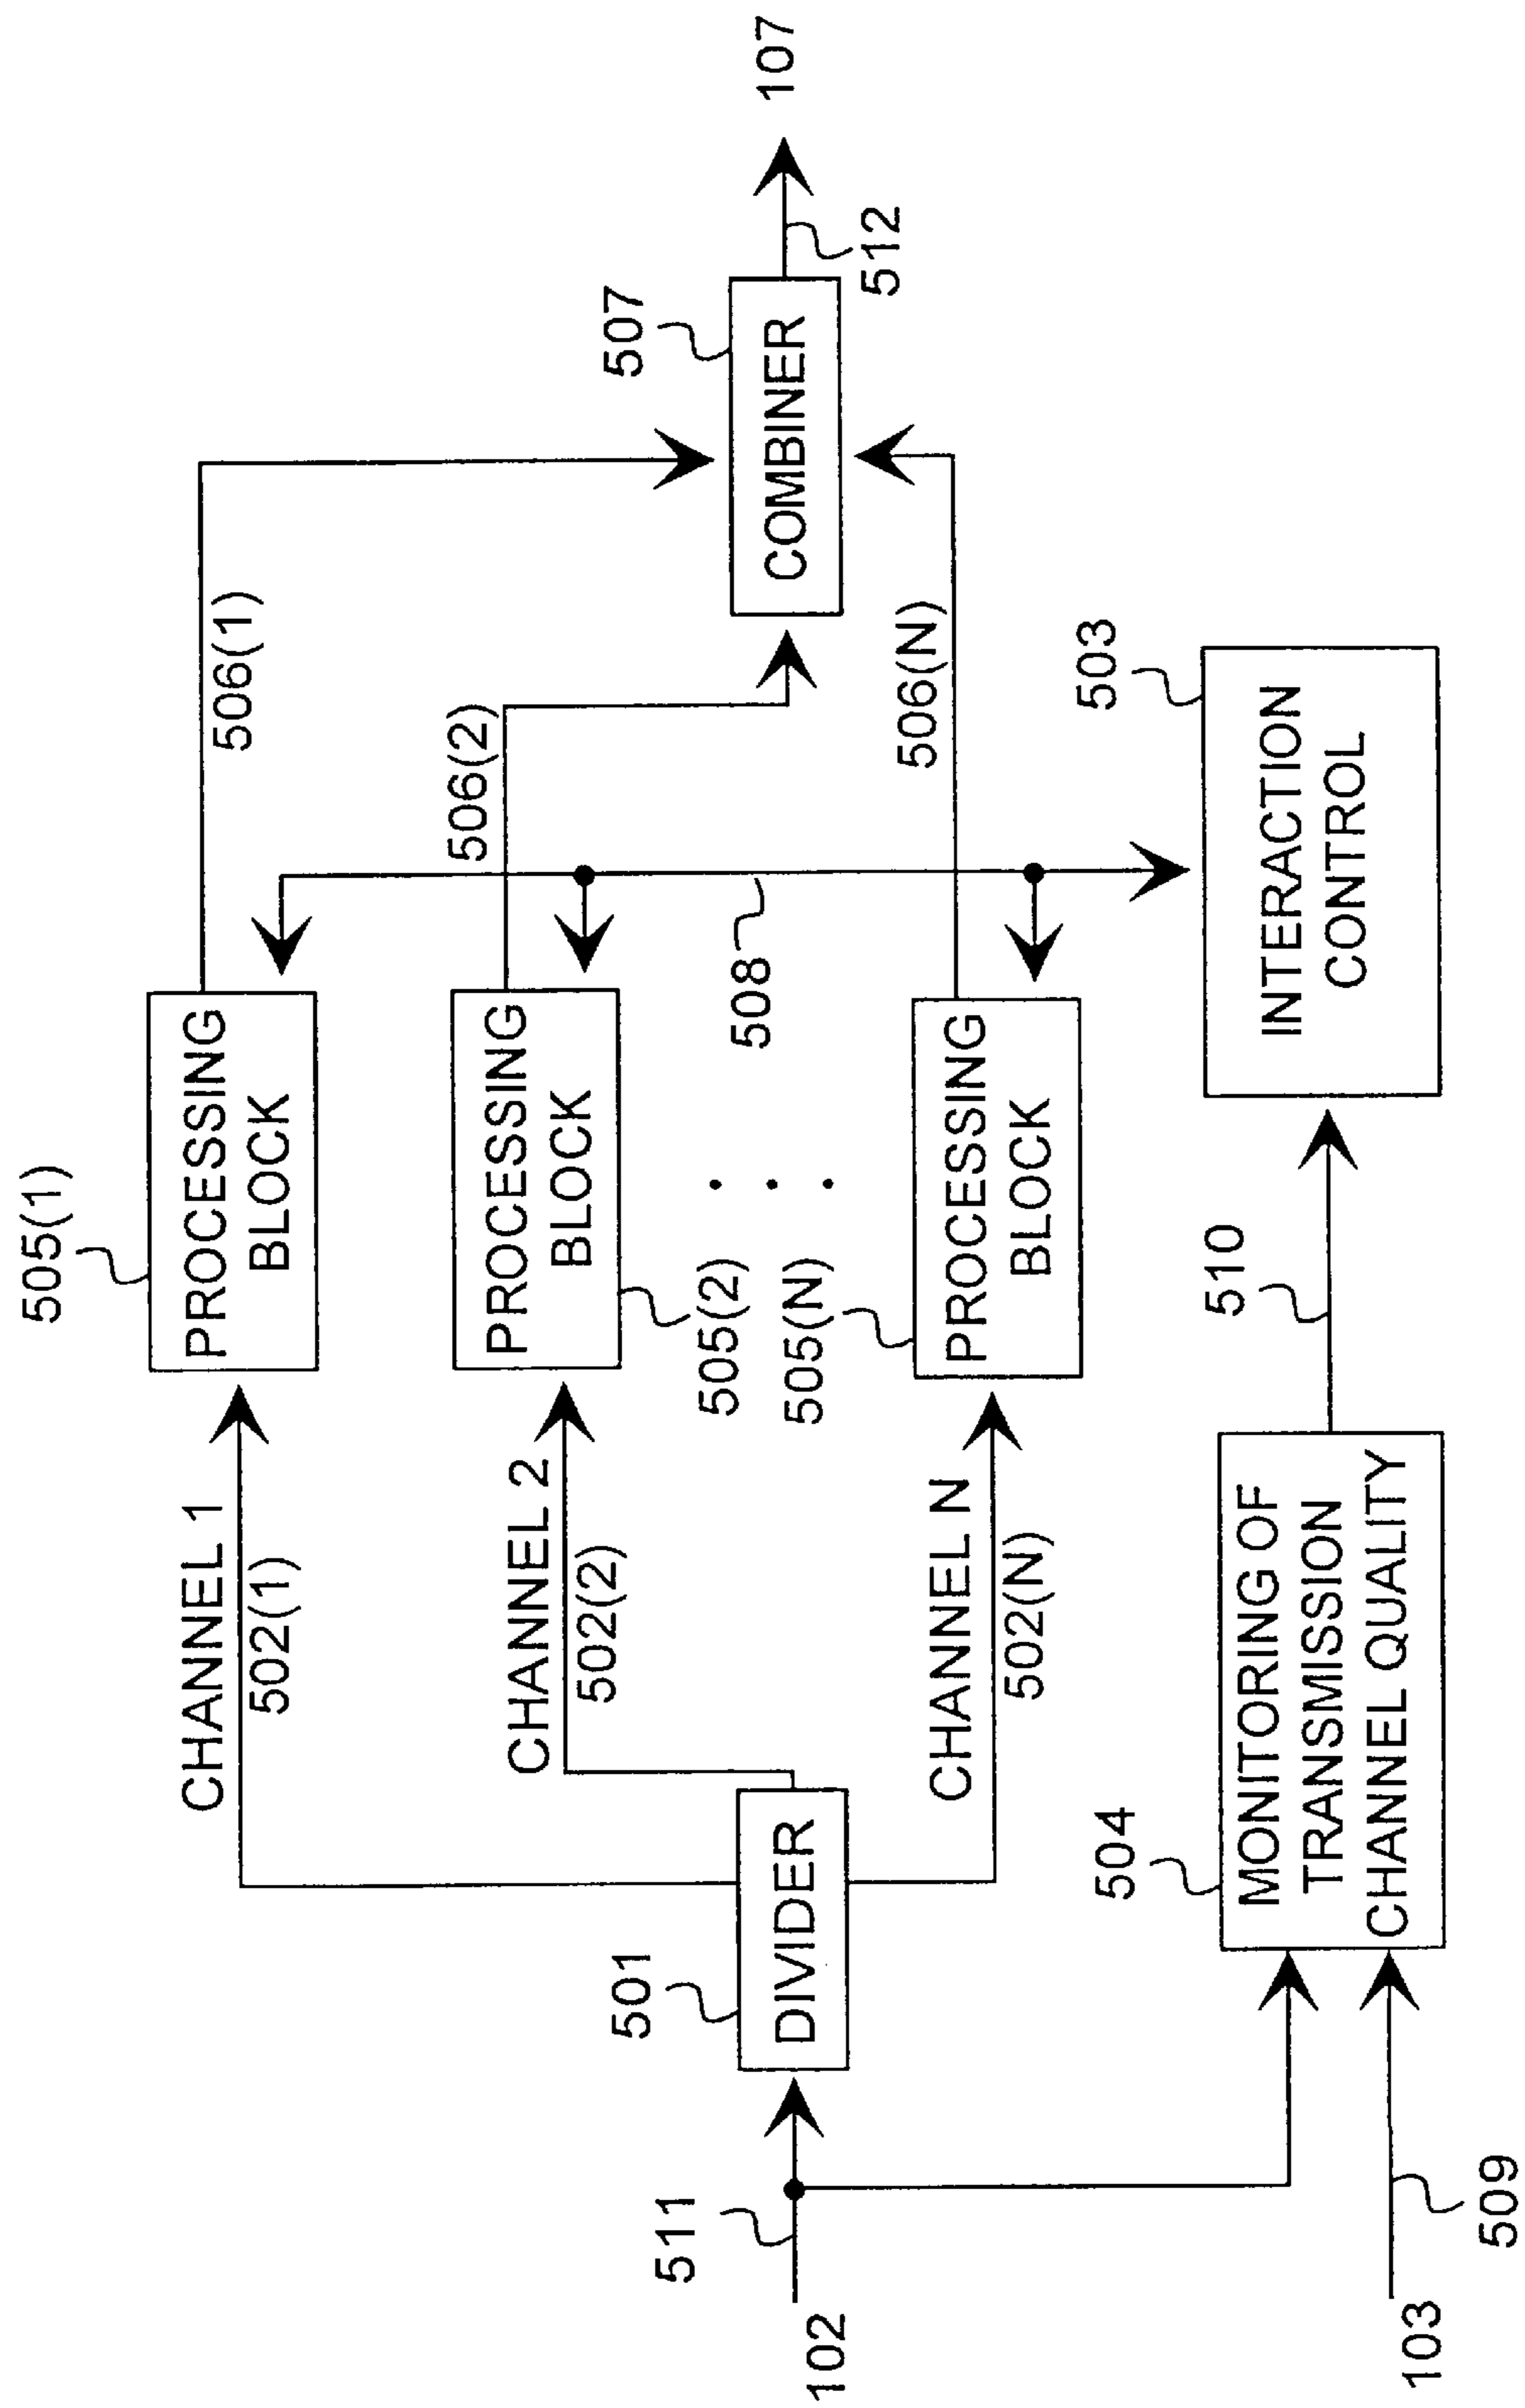 505(1)
PROCESSING
BLOCK
CHANNEL 1
502(1)
506(1)
CHANNEL 2
502(2)
PROCESSING
BLOCK
505(2)
506(2)
507
COMBINER
512
107
508
501
DIVIDER
511
102
505(N)
CHANNEL N
502(N)
PROCESSING
BLOCK
506(N)
503
INTERACTION
CONTROL
510
504
MONITORING OF
TRANSMISSION
CHANNEL QUALITY
103
509